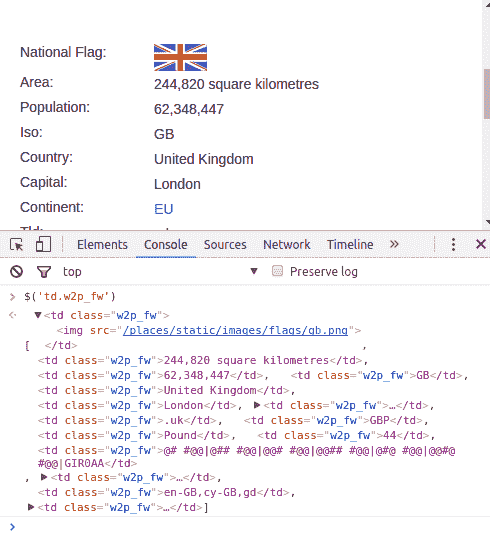 National Flag:
Area: 244,820 square kilometres
Population: 62,348,447
Iso: GB
Country: United Kingdom
Capital: London
Continent: EU
Elements Console Sources Network Timeline »
top Preserve log
> $('td.w2p_fw')
▼<td class="w2p_fw">
<img src="/places/static/images/flags/gb.png">
[ </td> ,
<td class="w2p_fw">244,820 square kilometres</td>,
<td class="w2p_fw">62,348,447</td>, <td class="w2p_fw">GB</td>,
<td class="w2p_fw">United Kingdom</td>,
<td class="w2p_fw">London</td>, ▶<td class="w2p_fw">…</td>,
<td class="w2p_fw">.uk</td>, <td class="w2p_fw">GBP</td>,
<td class="w2p_fw">Pound</td>, <td class="w2p_fw">44</td>,
<td class="w2p_fw">@# #@@|@## #@@|@@# #@@|@@## #@@|@#@ #@@|@@#@
#@@|GIR0AA</td>
, ▶<td class="w2p_fw">…</td>,
<td class="w2p_fw">en-GB,cy-GB,gd</td>,
▶<td class="w2p_fw">…</td>]
>